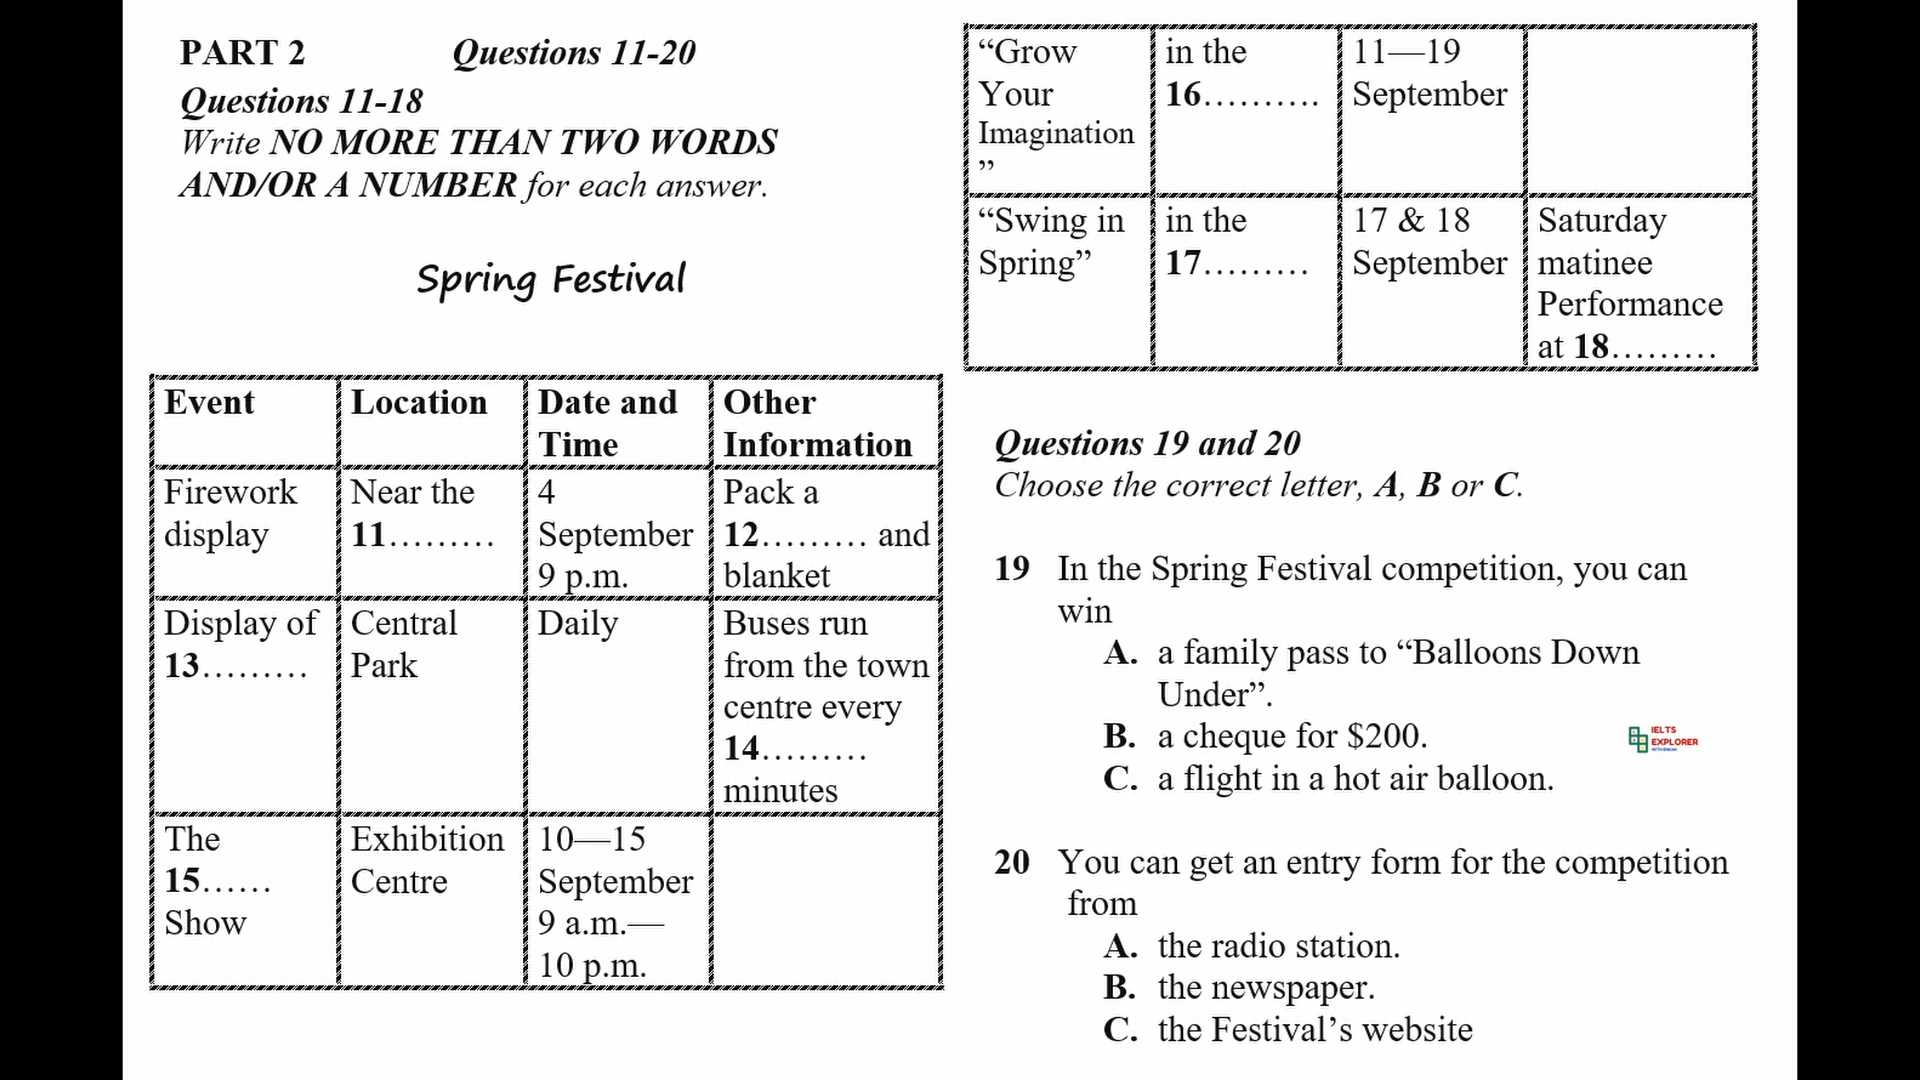 PART 2 Questions 11-20
Questions 11-18
Write NO MORE THAN TWO WORDS
AND/OR A NUMBER for each answer.
Spring Festival
Event Location Date and Time Other Information
Firework display
Near the 11.........
4 September 9 p.m.
Pack a 12......... and blanket
Display of 13.........
Central Park
Daily
Buses run from the town centre every 14......... minutes
The 15...... Show
Exhibition Centre
10—15 September 9 a.m.— 10 p.m.
“Grow Your Imagination ”
in the 16..........
11—19 September
“Swing in Spring”
in the 17.........
17 & 18 September
Saturday matinee Performance at 18.........
Questions 19 and 20
Choose the correct letter, A, B or C.
19 In the Spring Festival competition, you can
win
A. a family pass to “Balloons Down
Under”.
B. a cheque for $200.
C. a flight in a hot air balloon.
IELTS
EXPLORER
20 You can get an entry form for the competition
from
A. the radio station.
B. the newspaper.
C. the Festival’s website